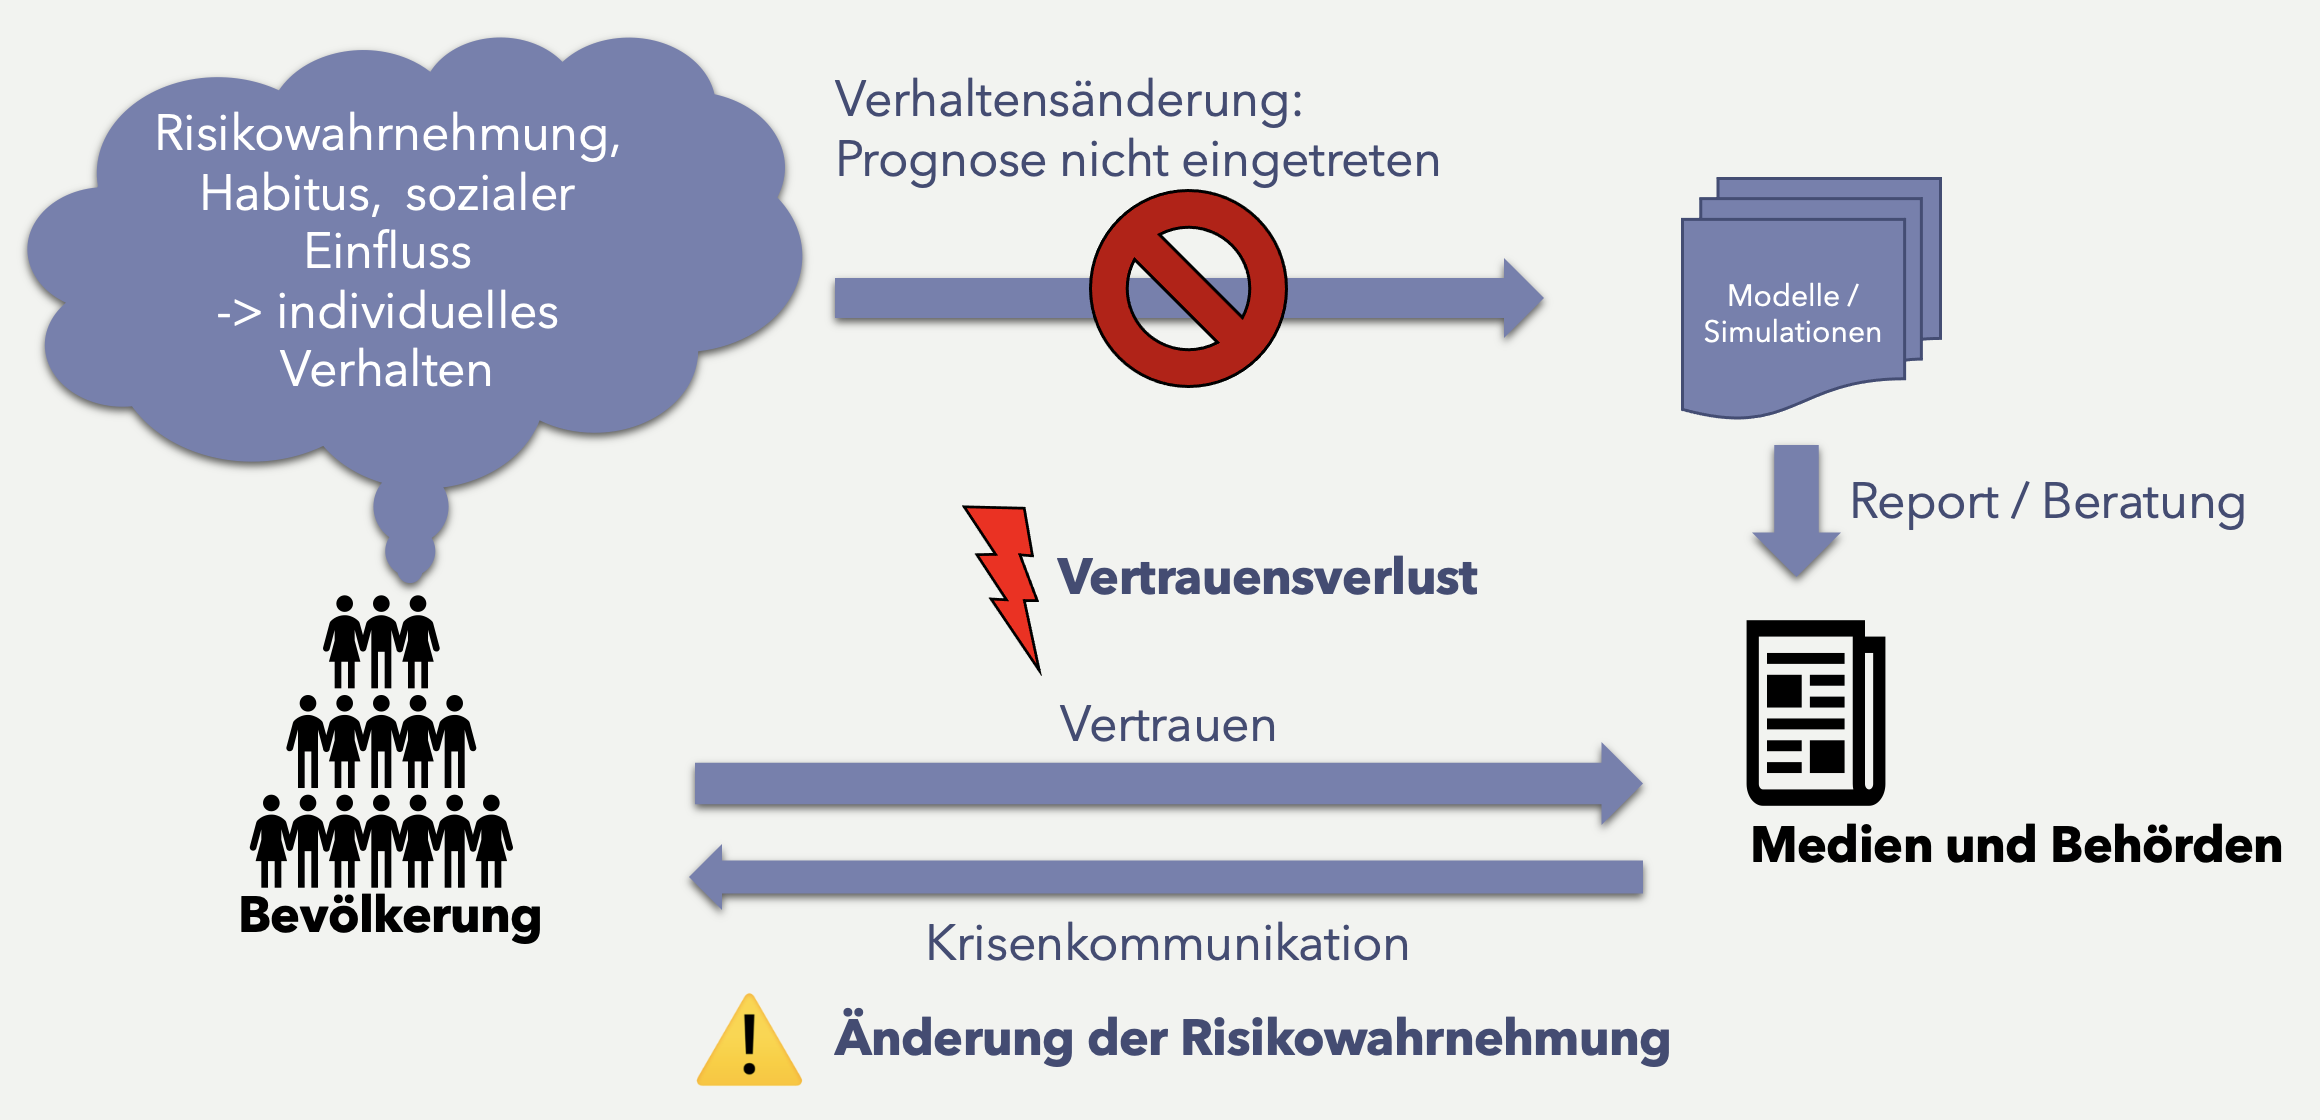 Risikowahrnehmung,
Habitus, sozialer
Einfluss
-> individuelles
Verhalten
Verhaltensänderung:
Prognose nicht eingetreten
Modelle /
Simulationen
Report / Beratung
Vertrauensverlust
Vertrauen
Medien und Behörden
Bevölkerung
Krisenkommunikation
Änderung der Risikowahrnehmung